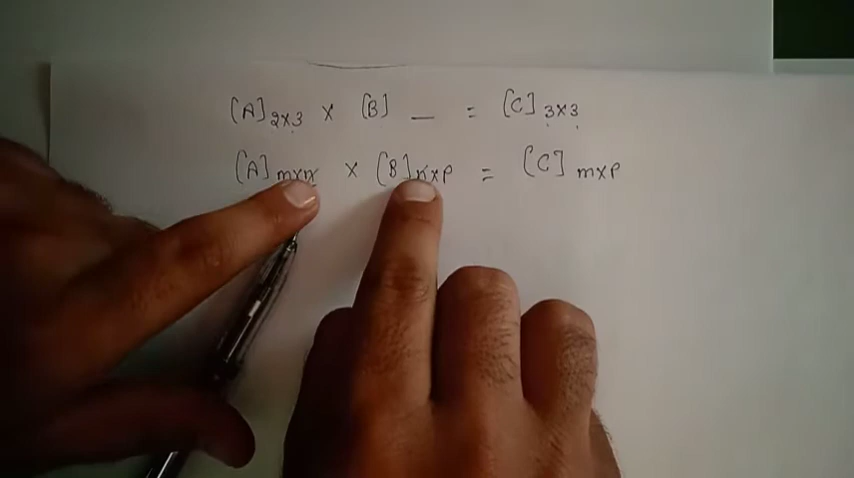 [A] 2x3 x [B] _ = [C] 3x3
[A] mxn x [B] nxp = [C] mxp